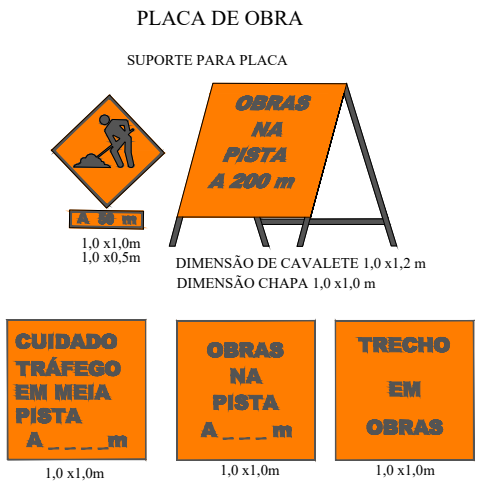 PLACA DE OBRA
SUPORTE PARA PLACA
OBRAS
NA
PISTA
A 200 m
A 50 m
1,0 x1,0m
1,0 x0,5m
DIMENSÃO DE CAVALETE 1,0 x1,2 m
DIMENSÃO CHAPA 1,0 x1,0 m
CUIDADO
TRÁFEGO
EM MEIA
PISTA
A _ _ _ _m
1,0 x1,0m
OBRAS
NA
PISTA
A _ _ _ m
1,0 x1,0m
TRECHO
EM
OBRAS
1,0 x1,0m